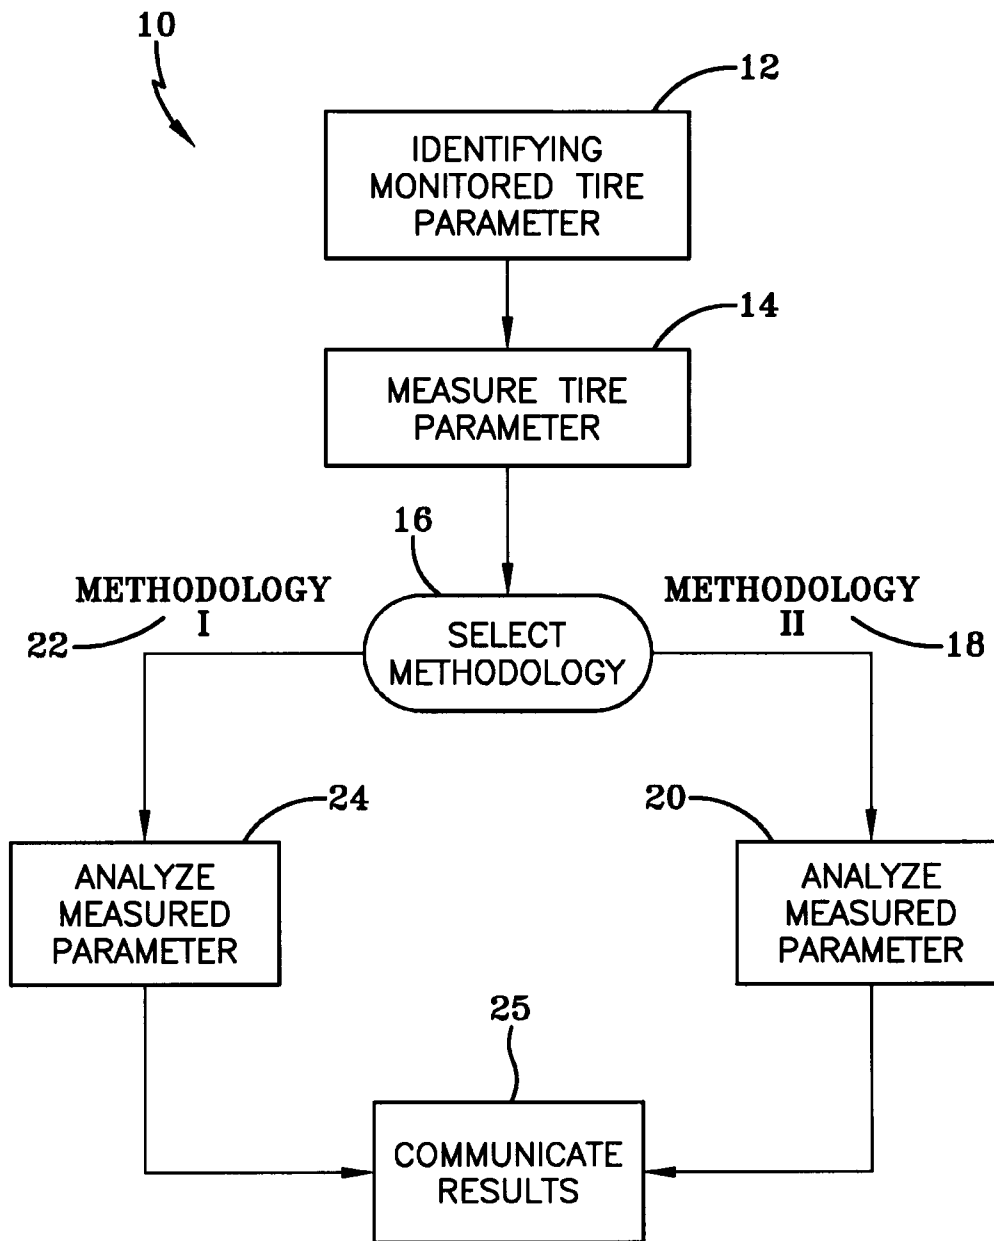 10
12
IDENTIFYING
MONITORED TIRE
PARAMETER
14
MEASURE TIRE
PARAMETER
16
METHODOLOGY
I
22
SELECT
METHODOLOGY
METHODOLOGY
II
18
24
ANALYZE
MEASURED
PARAMETER
20
ANALYZE
MEASURED
PARAMETER
25
COMMUNICATE
RESULTS